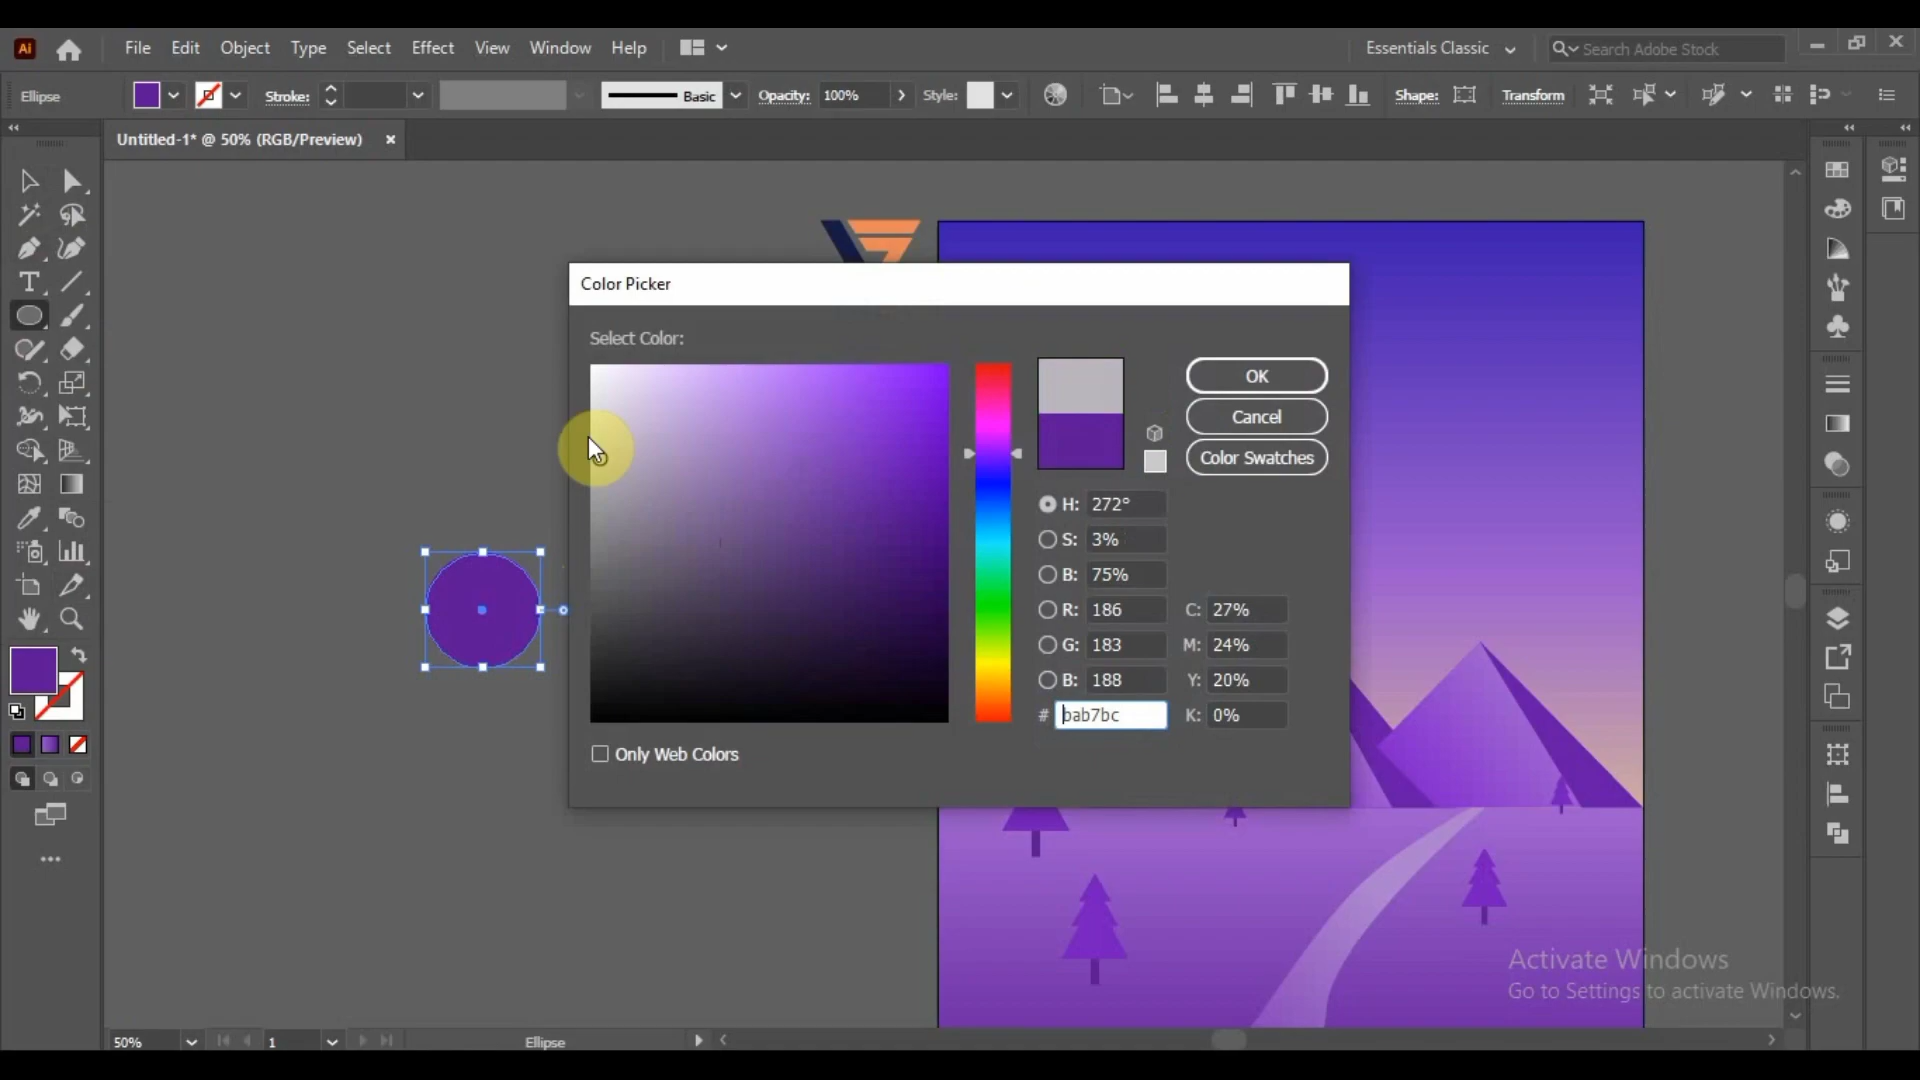 Ai File Edit Object Type Select Effect View Window Help Essentials Classic Search Adobe Stock
Ellipse Stroke: Basic Opacity: 100% Style: Shape: Transform
Untitled-1* @ 50% (RGB/Preview)
Color Picker
Select Color:
OK
Cancel
Color Swatches
H: 272°
S: 3%
B: 75%
R: 186 C: 27%
G: 183 M: 24%
B: 188 Y: 20%
# bab7bc K: 0%
Only Web Colors
Activate Windows
Go to Settings to activate Windows.
50% 1 Ellipse